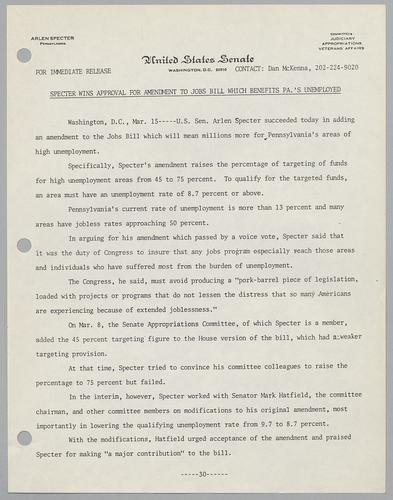 ARLEN SPECTER
PENNSYLVANIA
COMMITTEES:
JUDICIARY
APPROPRIATIONS
VETERANS' AFFAIRS
United States Senate
WASHINGTON, D.C. 20510
FOR IMMEDIATE RELEASE
CONTACT: Dan McKenna, 202-224-9020
SPECTER WINS APPROVAL FOR AMENDMENT TO JOBS BILL WHICH BENEFITS PA.'S UNEMPLOYED
Washington, D.C., Mar. 15-----U.S. Sen. Arlen Specter succeeded today in adding
an amendment to the Jobs Bill which will mean millions more for Pennsylvania's areas of
high unemployment.
Specifically, Specter's amendment raises the percentage of targeting of funds
for high unemployment areas from 45 to 75 percent. To qualify for the targeted funds,
an area must have an unemployment rate of 8.7 percent or above.
Pennsylvania's current rate of unemployment is more than 13 percent and many
areas have jobless rates approaching 50 percent.
In arguing for his amendment which passed by a voice vote, Specter said that
it was the duty of Congress to insure that any jobs program especially reach those areas
and individuals who have suffered most from the burden of unemployment.
The Congress, he said, must avoid producing a "pork-barrel piece of legislation,
loaded with projects or programs that do not lessen the distress that so many Americans
are experiencing because of extended joblessness."
On Mar. 8, the Senate Appropriations Committee, of which Specter is a member,
added the 45 percent targeting figure to the House version of the bill, which had a weaker
targeting provision.
At that time, Specter tried to convince his committee colleagues to raise the
percentage to 75 percent but failed.
In the interim, however, Specter worked with Senator Mark Hatfield, the committee
chairman, and other committee members on modifications to his original amendment, most
importantly in lowering the qualifying unemployment rate from 9.7 to 8.7 percent.
With the modifications, Hatfield urged acceptance of the amendment and praised
Specter for making "a major contribution" to the bill.
-----30------